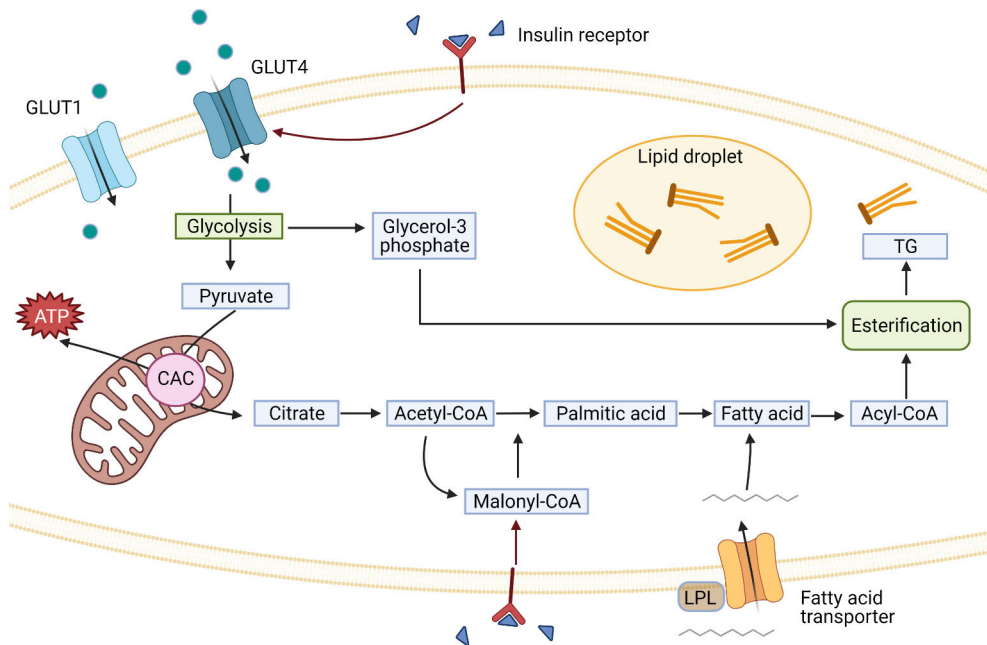 Insulin receptor
GLUT4
GLUT1
Lipid droplet
Glycolysis
Glycerol-3
phosphate
TG
Pyruvate
ATP
Esterification
CAC
Citrate
Acetyl-CoA
Palmitic acid
Fatty acid
Acyl-CoA
Malonyl-CoA
LPL
Fatty acid
transporter